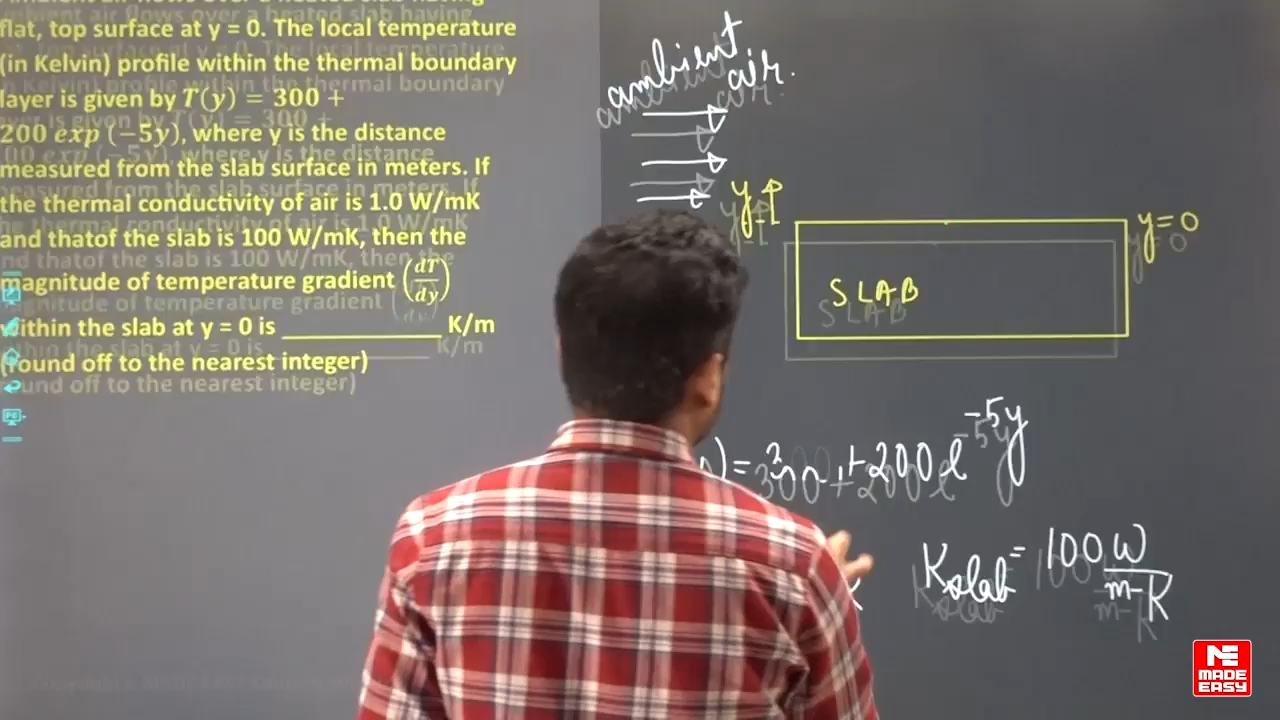 flat, top surface at y = 0. The local temperature
(in Kelvin) profile within the thermal boundary
layer is given by T(y) = 300 +
200 exp (−5y), where y is the distance
measured from the slab surface in meters. If
the thermal conductivity of air is 1.0 W/mK
and thatof the slab is 100 W/mK, then the
magnitude of temperature gradient (dT/dy)
within the slab at y = 0 is ____________ K/m
(round off to the nearest integer)
ambient
air.
y
y=0
SLAB
) = 300 + 200 e^-5y
Kslab = 100 W/m-K
ME
MADE
EASY